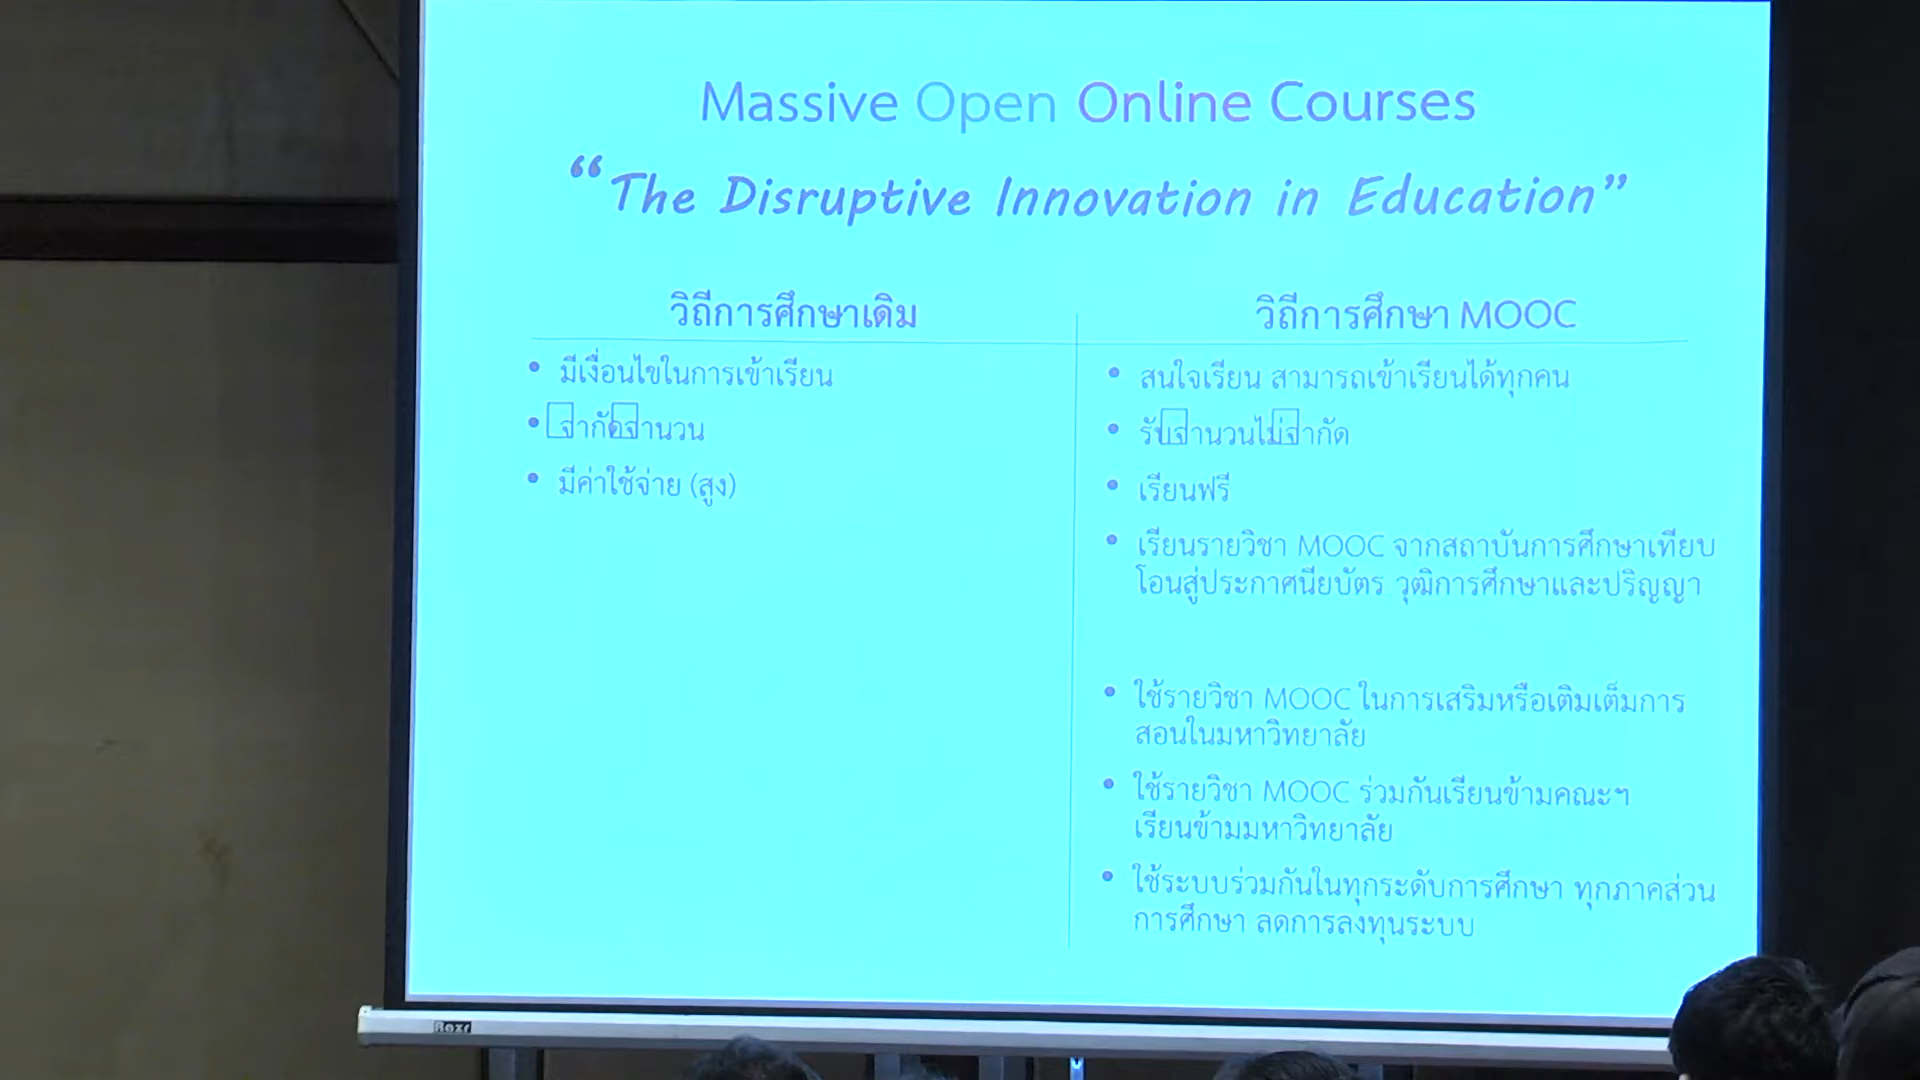 Massive Open Online Courses
“The Disruptive Innovation in Education”
วิถีการศึกษาเดิม
• มีเงื่อนไขในการเข้าเรียน
• จำกัดจำนวน
• มีค่าใช้จ่าย (สูง)
วิถีการศึกษา MOOC
• สนใจเรียน สามารถเข้าเรียนได้ทุกคน
• รับจำนวนไม่จำกัด
• เรียนฟรี
• เรียนรายวิชา MOOC จากสถาบันการศึกษาเทียบ
โอนสู่ประกาศนียบัตร วุฒิการศึกษาและปริญญา
• ใช้รายวิชา MOOC ในการเสริมหรือเติมเต็มการ
สอนในมหาวิทยาลัย
• ใช้รายวิชา MOOC ร่วมกันเรียนข้ามคณะฯ
เรียนข้ามมหาวิทยาลัย
• ใช้ระบบร่วมกันในทุกระดับการศึกษา ทุกภาคส่วน
การศึกษา ลดการลงทุนระบบ